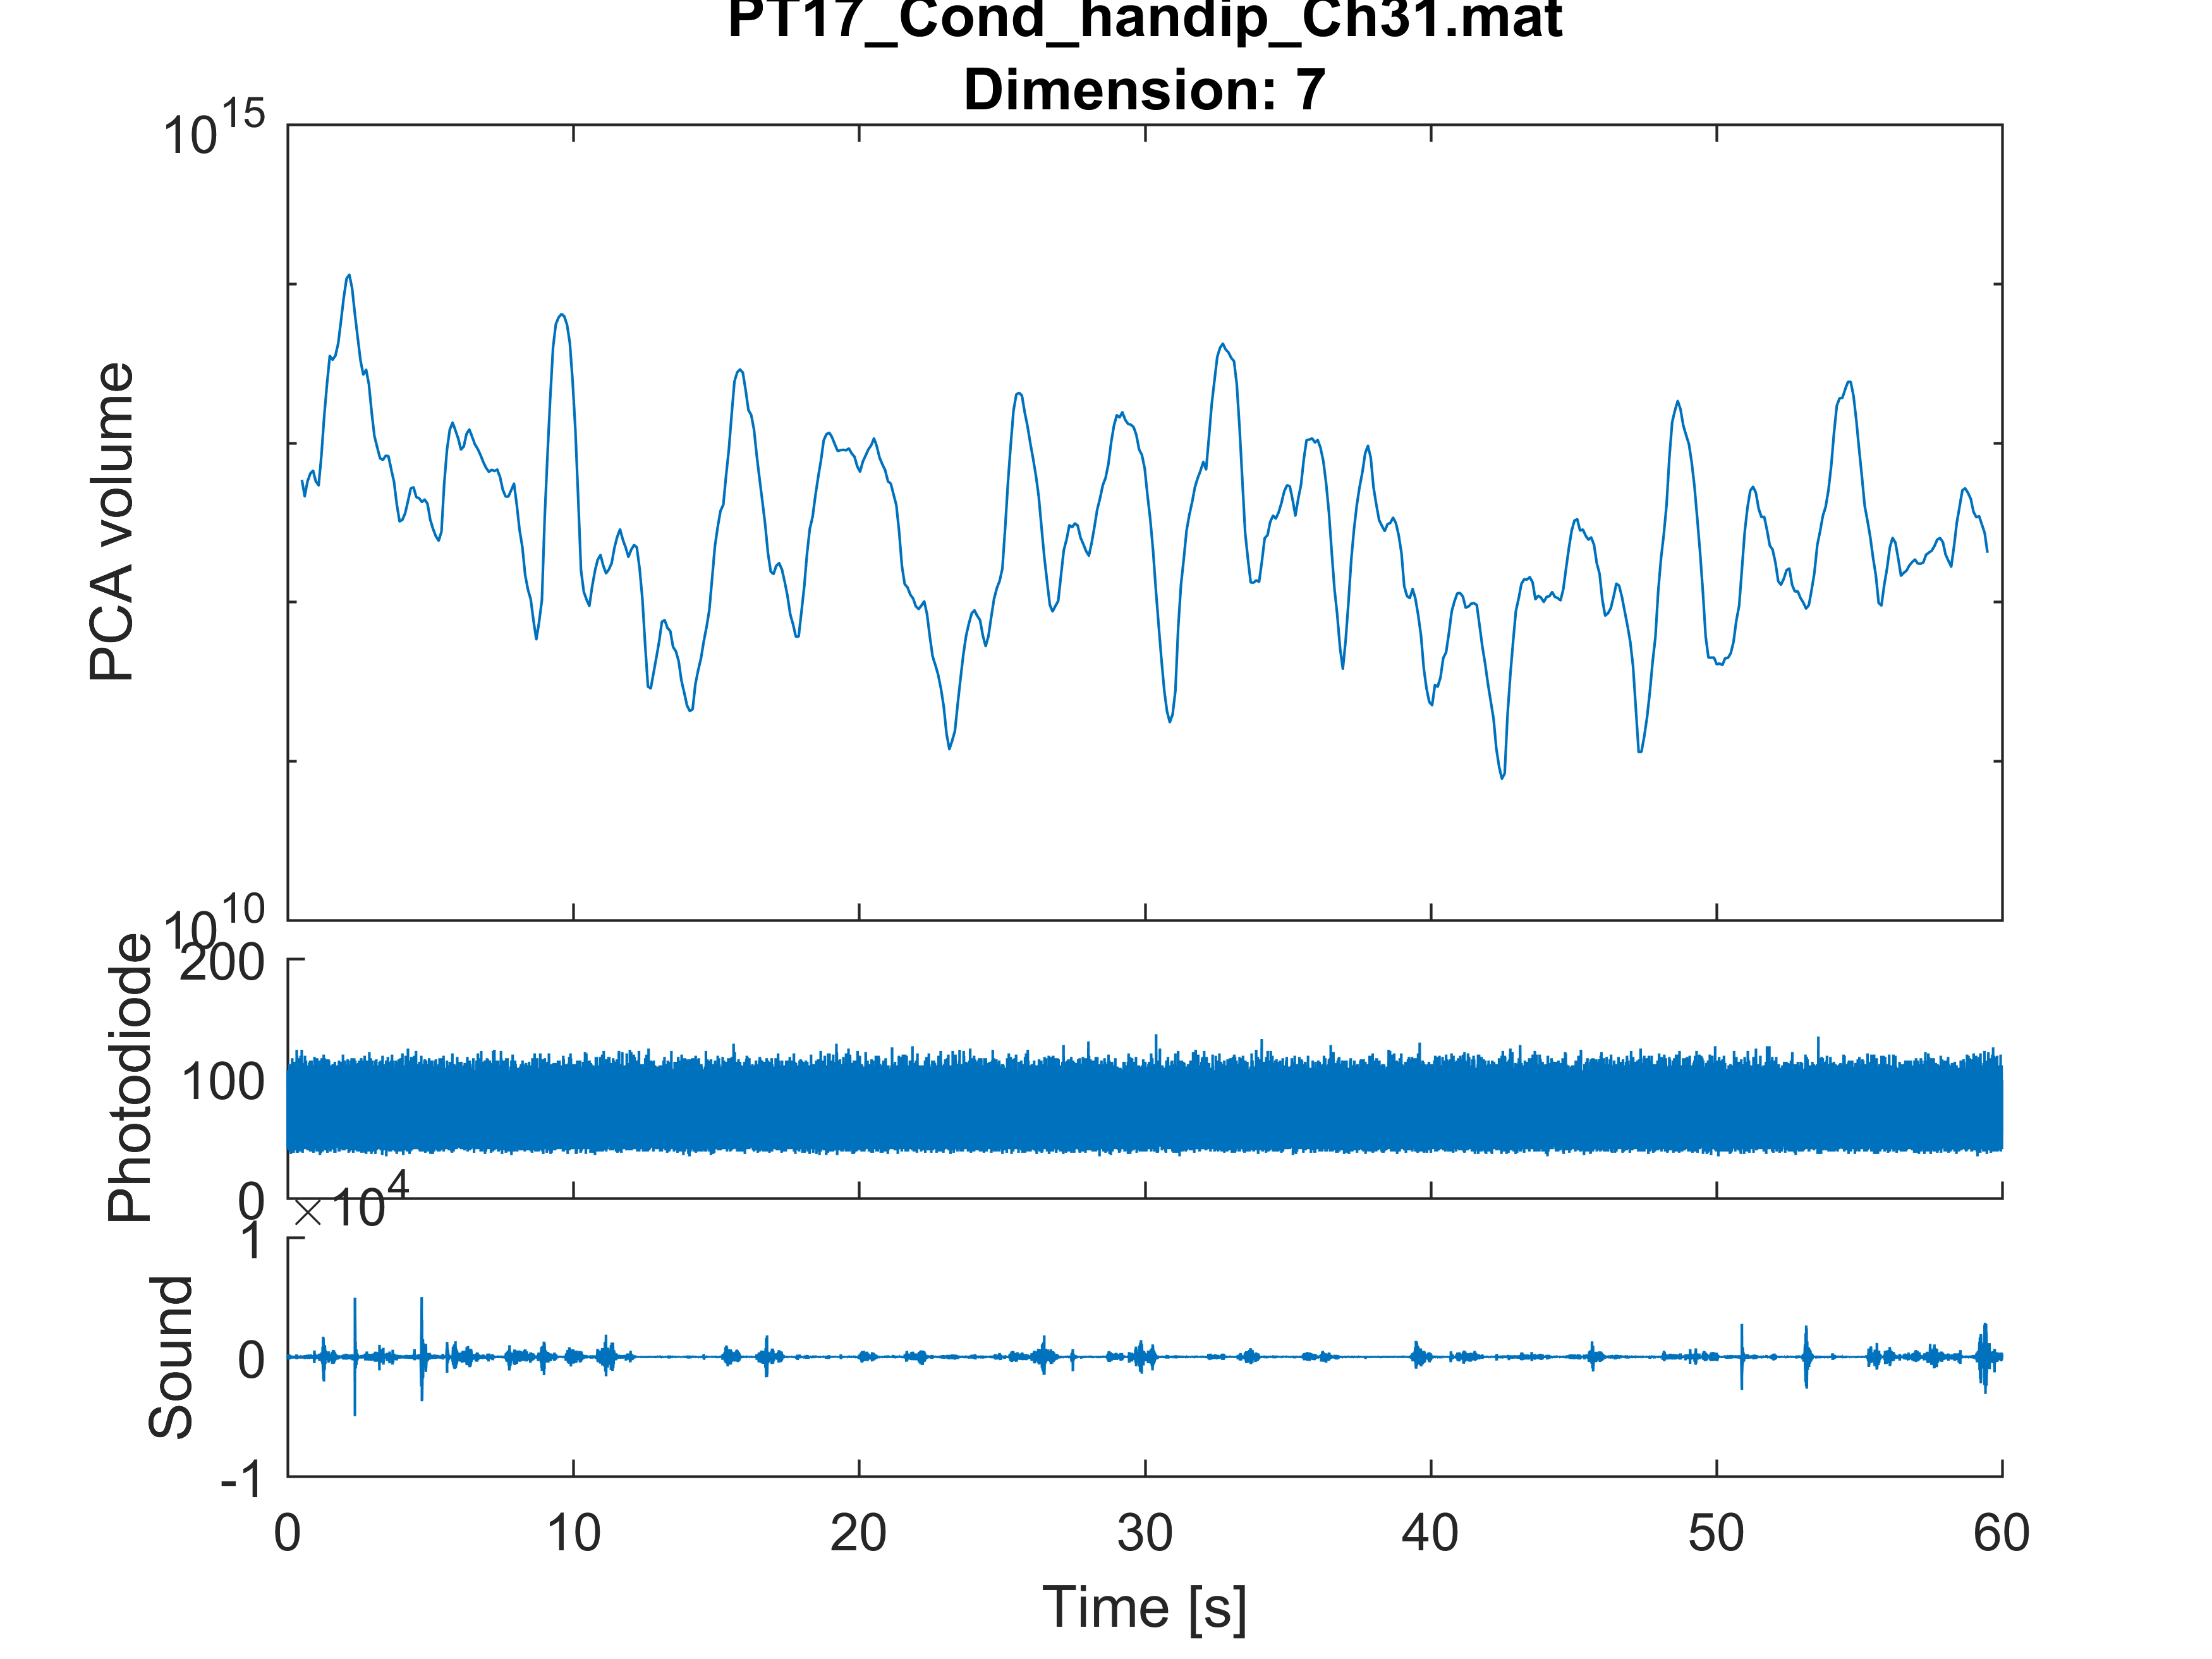 PT17_Cond_handip_Ch31.mat
Dimension: 7
10^15
PCA volume
10^10
200
Photodiode
100
0
×10^4
1
Sound
0
-1
0 10 20 30 40 50 60
Time [s]